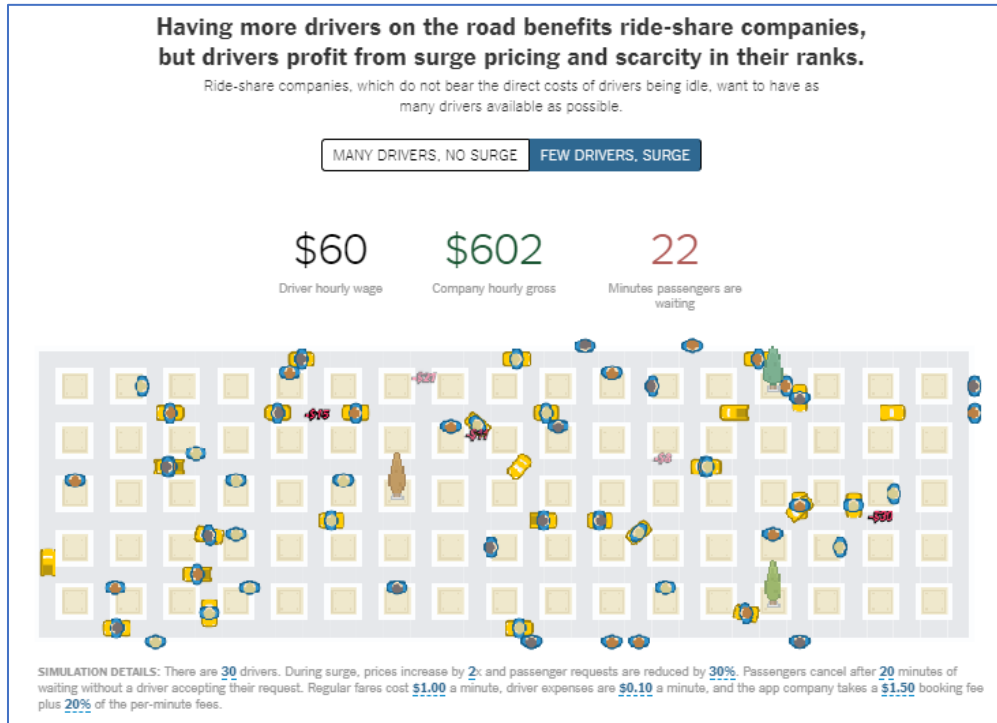 Having more drivers on the road benefits ride-share companies,
but drivers profit from surge pricing and scarcity in their ranks.
Ride-share companies, which do not bear the direct costs of drivers being idle, want to have as
many drivers available as possible.
MANY DRIVERS, NO SURGE FEW DRIVERS, SURGE
$60 $602 22
Driver hourly wage Company hourly gross Minutes passengers are
waiting
-$15
-$11
SIMULATION DETAILS: There are 30 drivers. During surge, prices increase by 2x and passenger requests are reduced by 30%. Passengers cancel after 20 minutes of
waiting without a driver accepting their request. Regular fares cost $1.00 a minute, driver expenses are $0.10 a minute, and the app company takes a $1.50 booking fee
plus 20% of the per-minute fees.